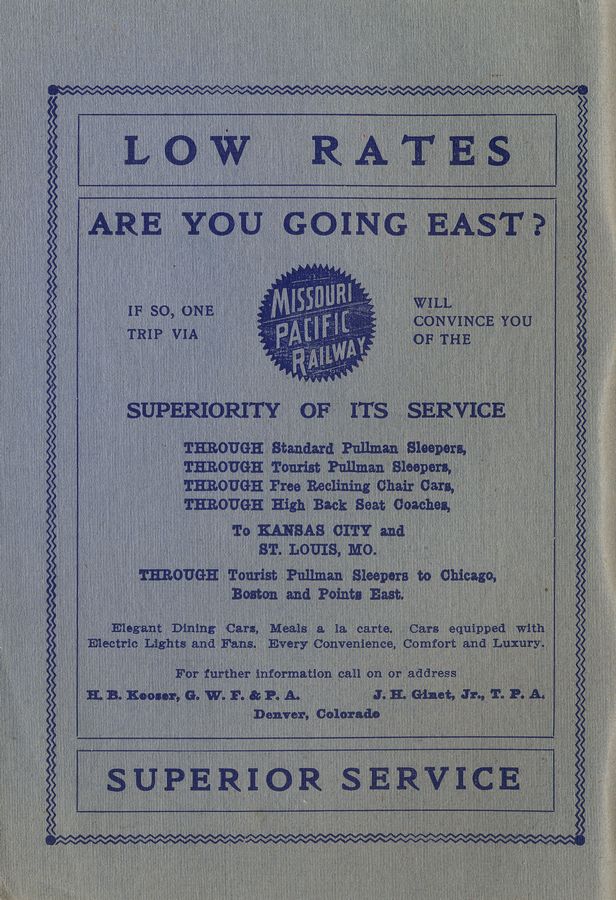 LOW RATES
ARE YOU GOING EAST?
IF SO, ONE
TRIP VIA
MISSOURI
PACIFIC
RAILWAY
WILL
CONVINCE YOU
OF THE
SUPERIORITY OF ITS SERVICE
THROUGH Standard Pullman Sleepers,
THROUGH Tourist Pullman Sleepers,
THROUGH Free Reclining Chair Cars,
THROUGH High Back Seat Coaches,
To KANSAS CITY and
ST. LOUIS, MO.
THROUGH Tourist Pullman Sleepers to Chicago,
Boston and Points East.
Elegant Dining Cars, Meals a la carte. Cars equipped with
Electric Lights and Fans. Every Convenience, Comfort and Luxury.
For further information call on or address
H. B. Kooser, G. W. F. & P. A.
J. H. Ginet, Jr., T. P. A.
Denver, Colorado
SUPERIOR SERVICE